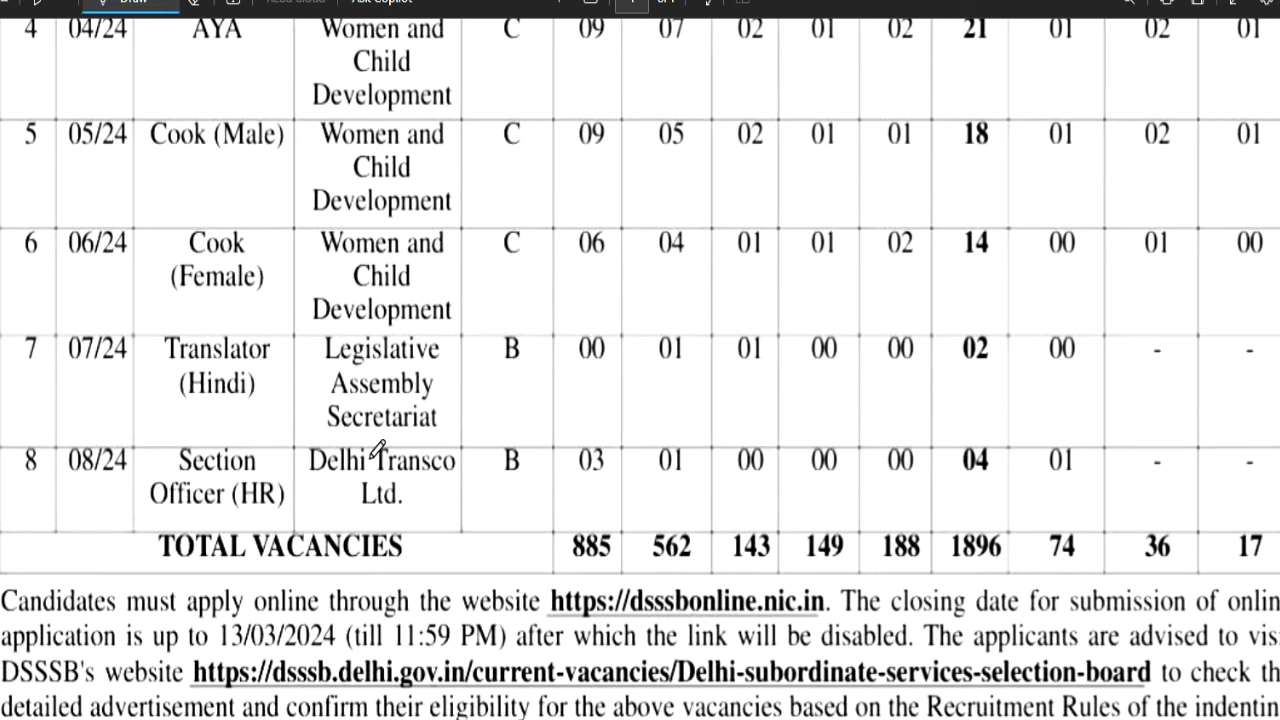 4 04/24 AYA Women and Child Development C 09 07 02 01 02 21 01 02 01
5 05/24 Cook (Male) Women and Child Development C 09 05 02 01 01 18 01 02 01
6 06/24 Cook (Female) Women and Child Development C 06 04 01 01 02 14 00 01 00
7 07/24 Translator (Hindi) Legislative Assembly Secretariat B 00 01 01 00 00 02 00 - -
8 08/24 Section Officer (HR) Delhi Transco Ltd. B 03 01 00 00 00 04 01 - -
TOTAL VACANCIES 885 562 143 149 188 1896 74 36 17
Candidates must apply online through the website https://dsssbonline.nic.in. The closing date for submission of onlin
application is up to 13/03/2024 (till 11:59 PM) after which the link will be disabled. The applicants are advised to vis
DSSSB's website https://dsssb.delhi.gov.in/current-vacancies/Delhi-subordinate-services-selection-board to check th
detailed advertisement and confirm their eligibility for the above vacancies based on the Recruitment Rules of the indentin